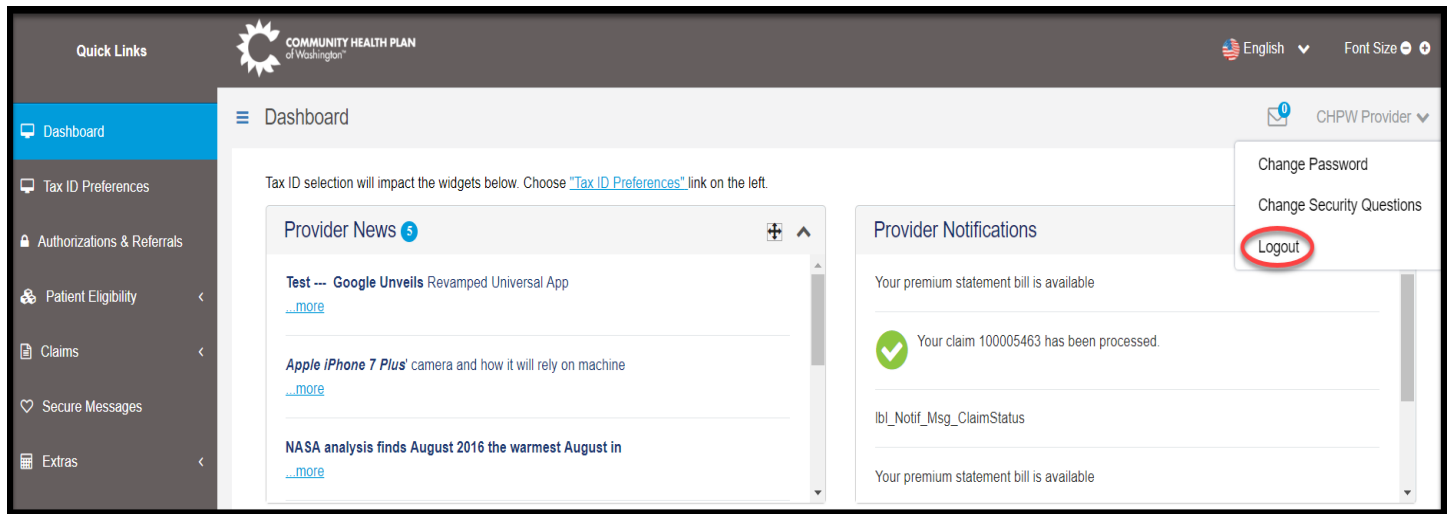 Quick Links
COMMUNITY HEALTH PLAN
of Washington™
English
Font Size
Dashboard
Tax ID Preferences
Authorizations & Referrals
Patient Eligibility
Claims
Secure Messages
Extras
Dashboard
0
CHPW Provider
Change Password
Change Security Questions
Logout
Tax ID selection will impact the widgets below. Choose "Tax ID Preferences" link on the left.
Provider News 5
Test --- Google Unveils Revamped Universal App
...more
Apple iPhone 7 Plus' camera and how it will rely on machine
...more
NASA analysis finds August 2016 the warmest August in
...more
Provider Notifications
Your premium statement bill is available
Your claim 100005463 has been processed.
lbl_Notif_Msg_ClaimStatus
Your premium statement bill is available